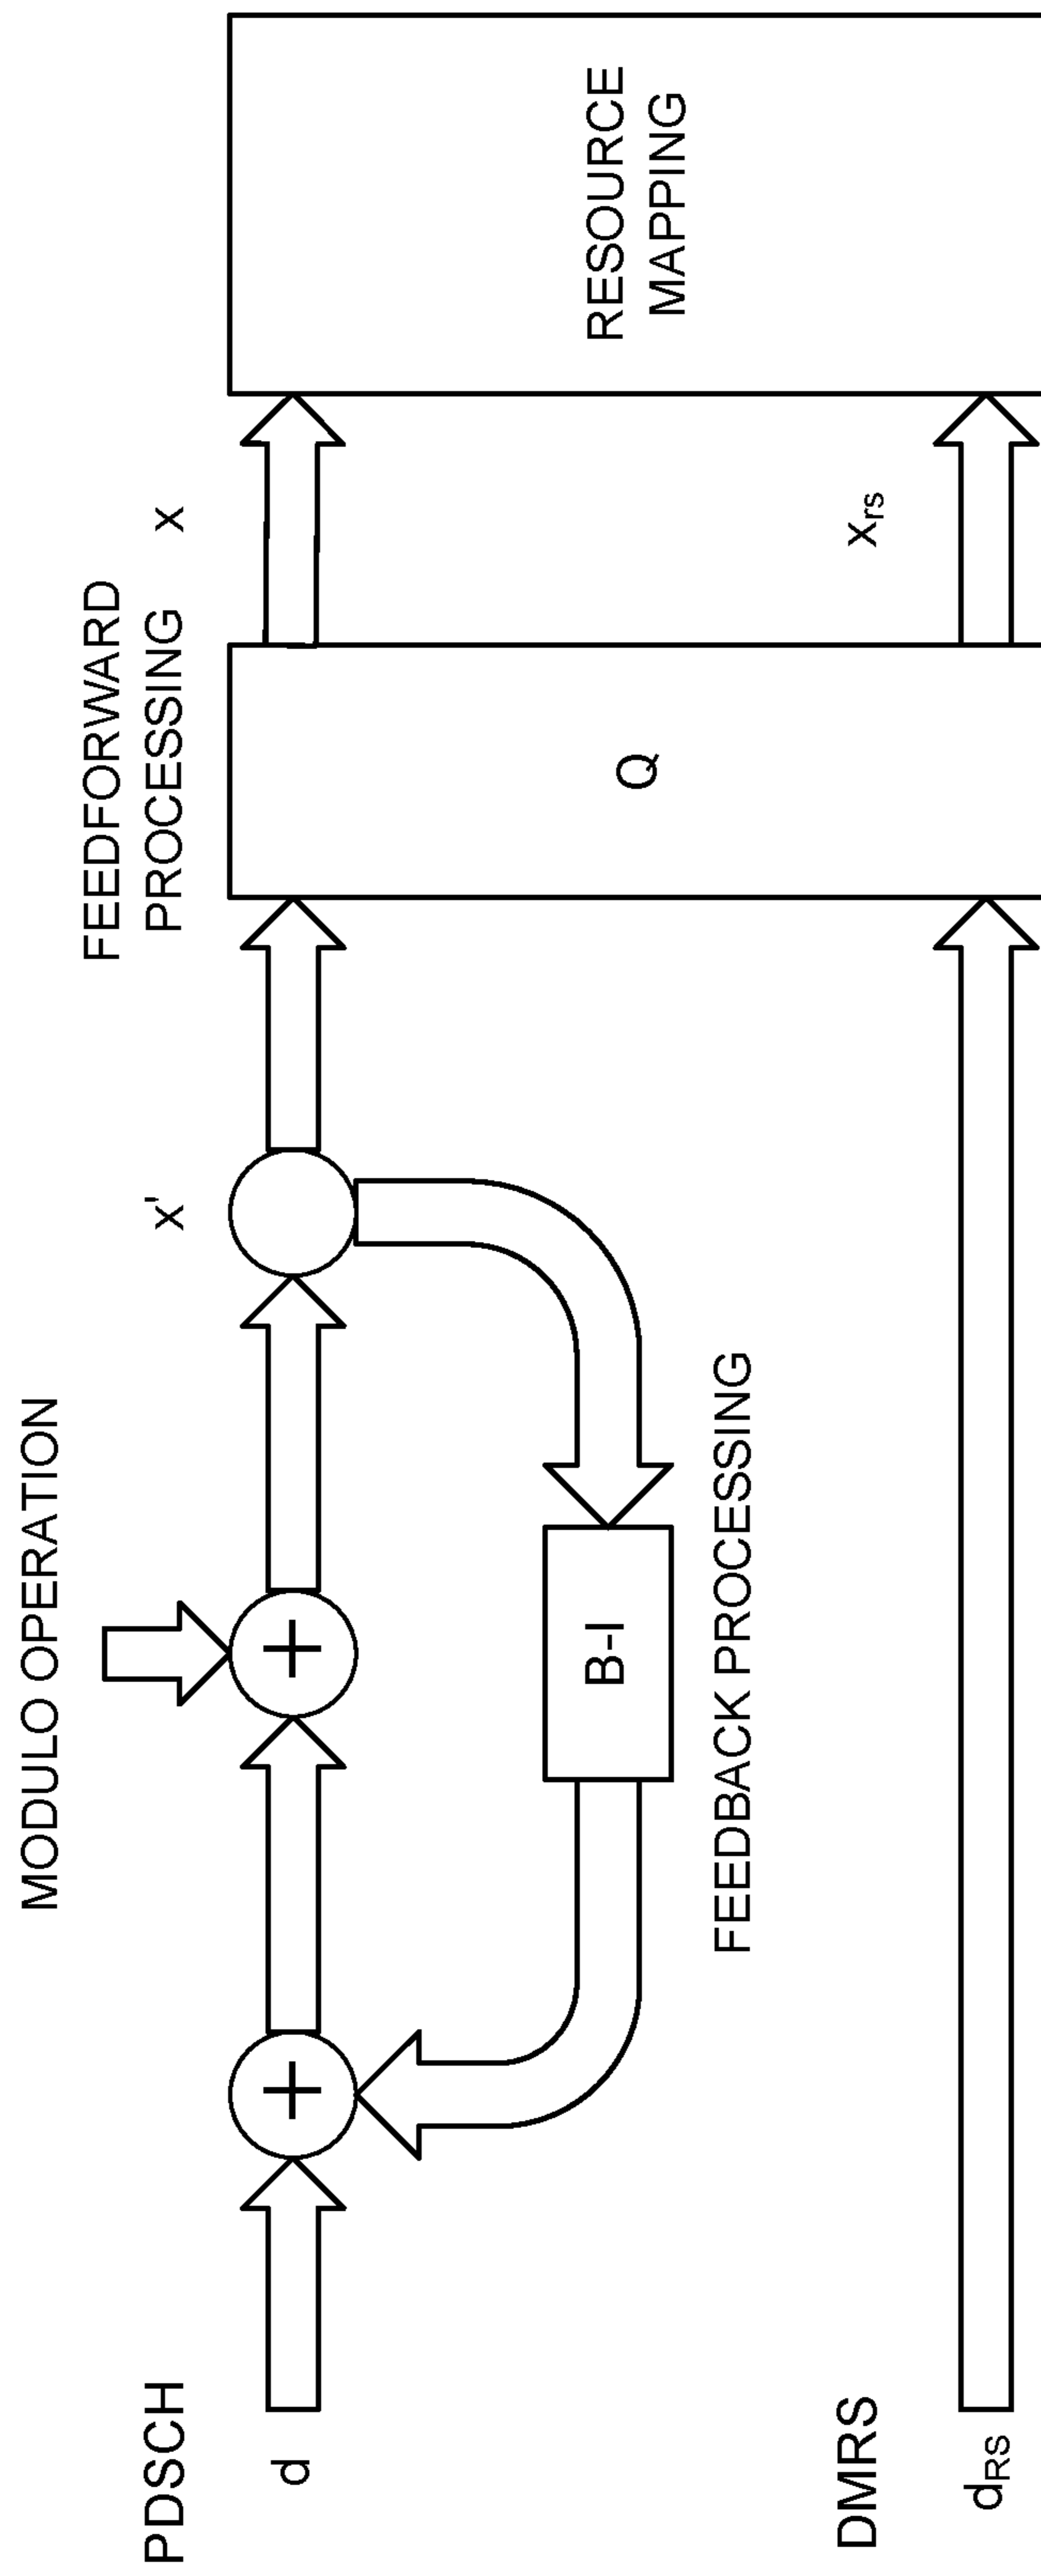 MODULO OPERATION
FEEDFORWARD
PROCESSING
PDSCH
x'
x
d
+
+
Q
RESOURCE
MAPPING
B-I
FEEDBACK PROCESSING
DMRS
xrs
dRS